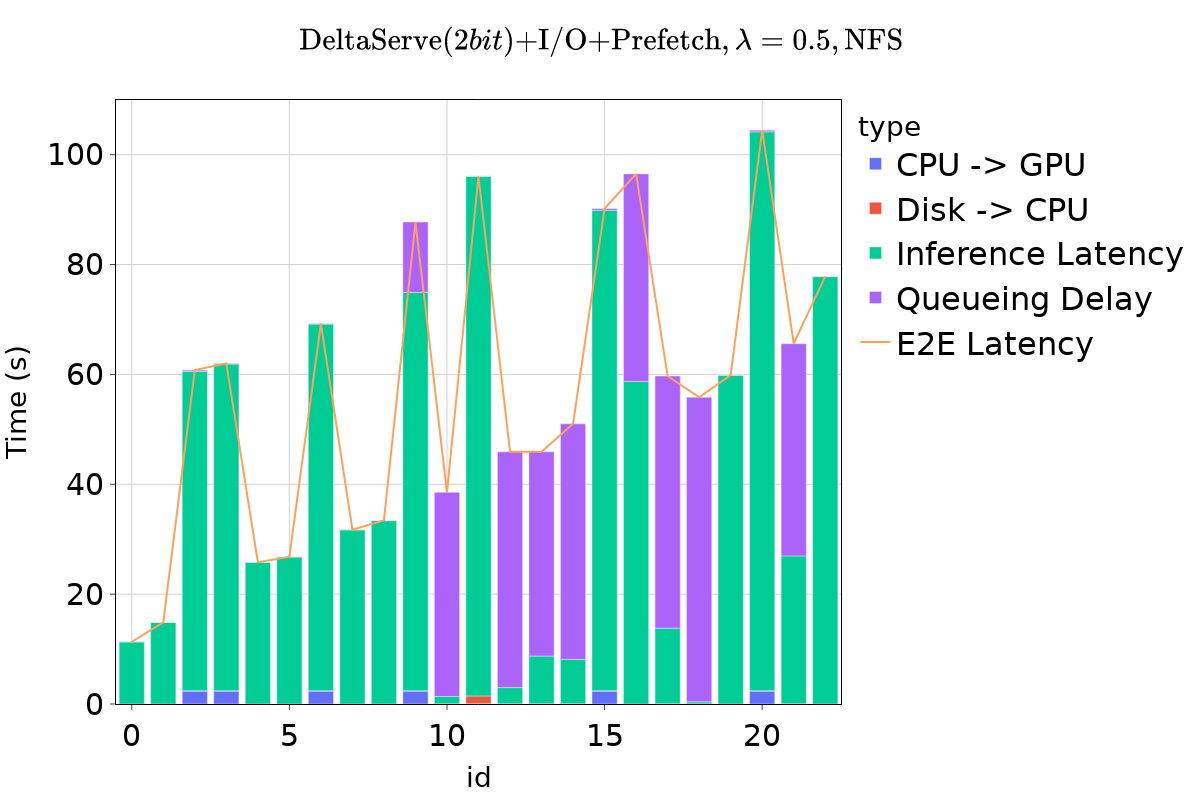 DeltaServe(2bit)+I/O+Prefetch, λ = 0.5, NFS
type
CPU -> GPU
Disk -> CPU
Inference Latency
Queueing Delay
E2E Latency
Time (s)
100
80
60
40
20
0
0 5 10 15 20
id